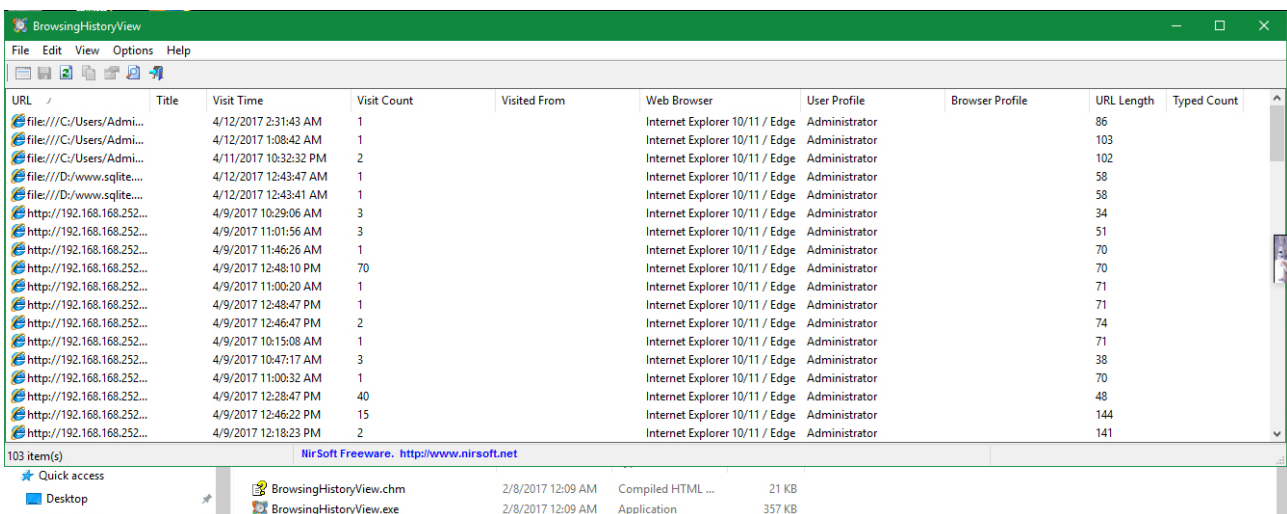 BrowsingHistoryView
File Edit View Options Help
URL / Title Visit Time Visit Count Visited From Web Browser User Profile Browser Profile URL Length Typed Count
file:///C:/Users/Admi... 4/12/2017 2:31:43 AM 1 Internet Explorer 10/11 / Edge Administrator 86
file:///C:/Users/Admi... 4/12/2017 1:08:42 AM 1 Internet Explorer 10/11 / Edge Administrator 103
file:///C:/Users/Admi... 4/11/2017 10:32:32 PM 2 Internet Explorer 10/11 / Edge Administrator 102
file:///D:/www.sqlite.... 4/12/2017 12:43:47 AM 1 Internet Explorer 10/11 / Edge Administrator 58
file:///D:/www.sqlite.... 4/12/2017 12:43:41 AM 1 Internet Explorer 10/11 / Edge Administrator 58
http://192.168.168.252... 4/9/2017 10:29:06 AM 3 Internet Explorer 10/11 / Edge Administrator 34
http://192.168.168.252... 4/9/2017 11:01:56 AM 3 Internet Explorer 10/11 / Edge Administrator 51
http://192.168.168.252... 4/9/2017 11:46:26 AM 1 Internet Explorer 10/11 / Edge Administrator 70
http://192.168.168.252... 4/9/2017 12:48:10 PM 70 Internet Explorer 10/11 / Edge Administrator 70
http://192.168.168.252... 4/9/2017 11:00:20 AM 1 Internet Explorer 10/11 / Edge Administrator 71
http://192.168.168.252... 4/9/2017 12:48:47 PM 1 Internet Explorer 10/11 / Edge Administrator 71
http://192.168.168.252... 4/9/2017 12:46:47 PM 2 Internet Explorer 10/11 / Edge Administrator 74
http://192.168.168.252... 4/9/2017 10:15:08 AM 1 Internet Explorer 10/11 / Edge Administrator 71
http://192.168.168.252... 4/9/2017 10:47:17 AM 3 Internet Explorer 10/11 / Edge Administrator 38
http://192.168.168.252... 4/9/2017 11:00:32 AM 1 Internet Explorer 10/11 / Edge Administrator 70
http://192.168.168.252... 4/9/2017 12:28:47 PM 40 Internet Explorer 10/11 / Edge Administrator 48
http://192.168.168.252... 4/9/2017 12:46:22 PM 15 Internet Explorer 10/11 / Edge Administrator 144
http://192.168.168.252... 4/9/2017 12:18:23 PM 2 Internet Explorer 10/11 / Edge Administrator 141
103 item(s) NirSoft Freeware. http://www.nirsoft.net
Quick access
BrowsingHistoryView.chm 2/8/2017 12:09 AM Compiled HTML ... 21 KB
Desktop
BrowsingHistoryView.exe 2/8/2017 12:09 AM Application 357 KB